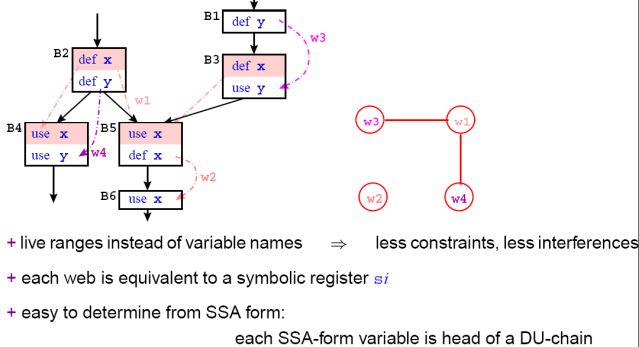 B1
def y
w3
B2
def x
def y
B3
def x
use y
w1
B4
use x
use y
w4
B5
use x
def x
w2
B6
use x
w3
w1
w2
w4
+ live ranges instead of variable names ⇒ less constraints, less interferences
+ each web is equivalent to a symbolic register si
+ easy to determine from SSA form:
each SSA-form variable is head of a DU-chain